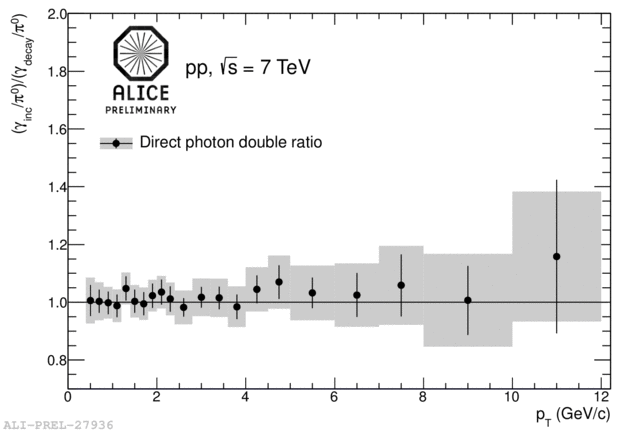 (γinc/π⁰)/(γdecay/π⁰)
2.0
1.8
1.6
1.4
1.2
1.0
0.8
ALICE
PRELIMINARY
pp, √s = 7 TeV
Direct photon double ratio
0 2 4 6 8 10 12
pT (GeV/c)
ALI-PREL-27936